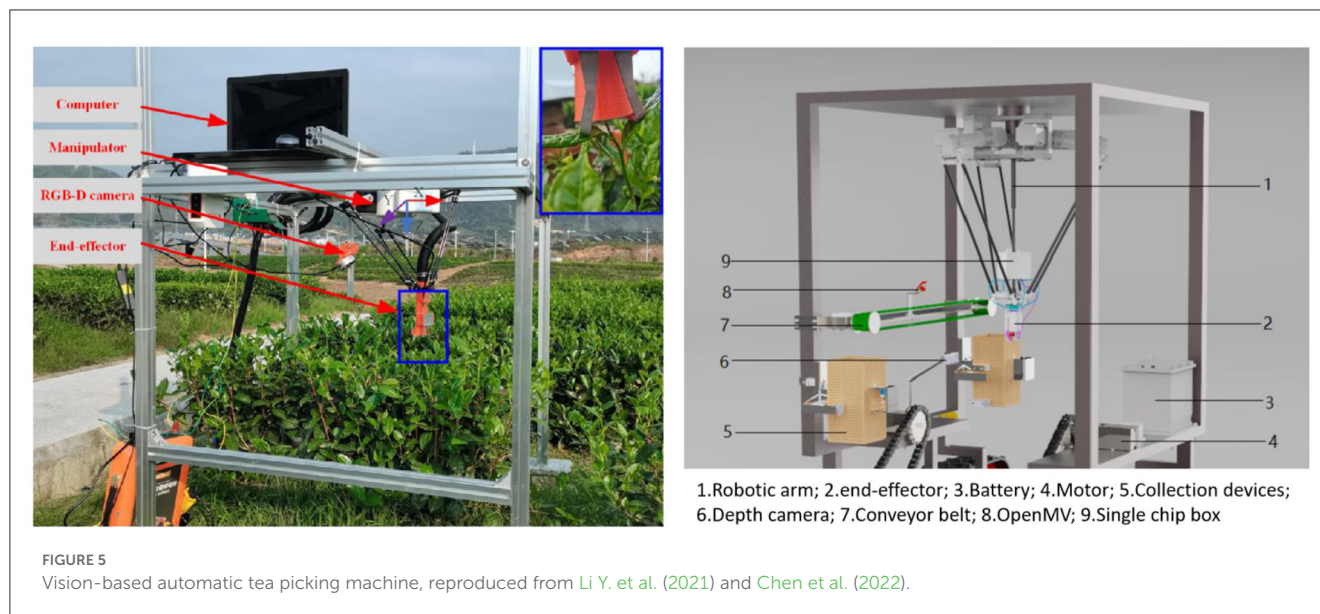 Computer
Manipulator
RGB-D camera
End-effector
X
Y
1
9
8
2
7
6
3
5
4
1.Robotic arm; 2.end-effector; 3.Battery; 4.Motor; 5.Collection devices;
6.Depth camera; 7.Conveyor belt; 8.OpenMV; 9.Single chip box
FIGURE 5
Vision-based automatic tea picking machine, reproduced from Li Y. et al. (2021) and Chen et al. (2022).